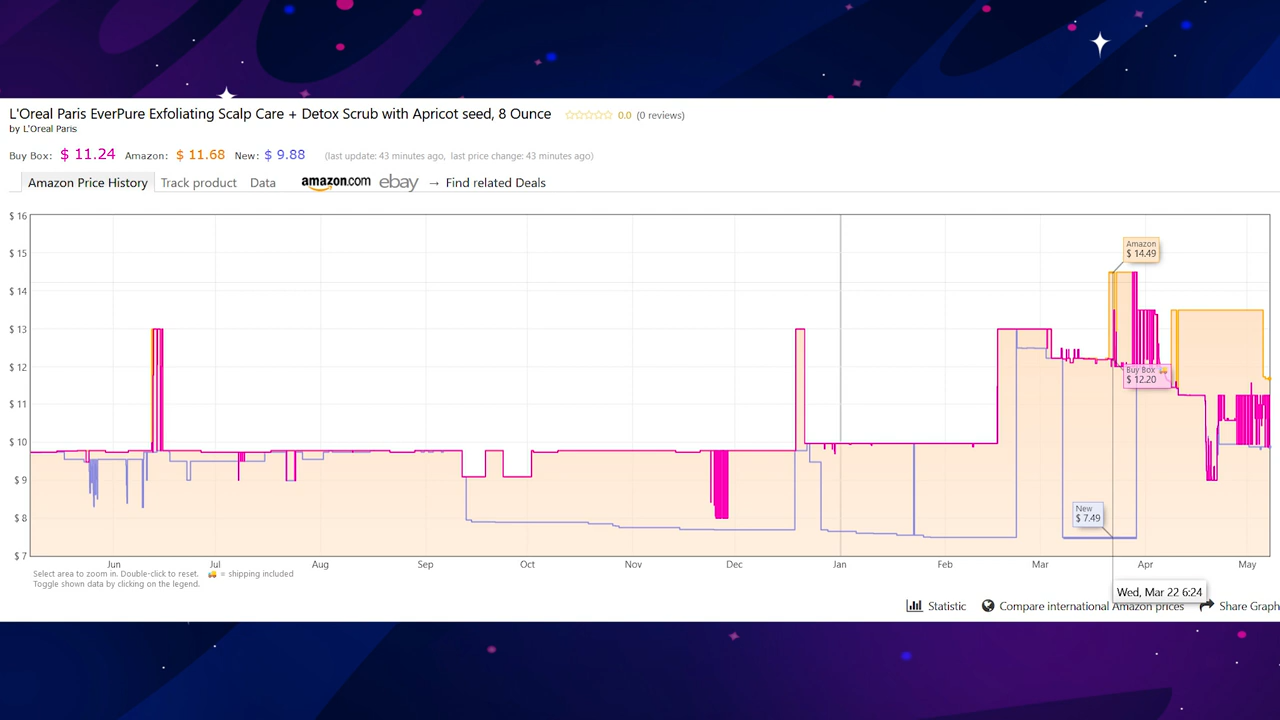 L'Oreal Paris EverPure Exfoliating Scalp Care + Detox Scrub with Apricot seed, 8 Ounce 0.0 (0 reviews)
by L'Oreal Paris
Buy Box: $ 11.24 Amazon: $ 11.68 New: $ 9.88 (last update: 43 minutes ago, last price change: 43 minutes ago)
Amazon Price History Track product Data amazon.com ebay → Find related Deals
$ 16
$ 15
$ 14
$ 13
$ 12
$ 11
$ 10
$ 9
$ 8
$ 7
Amazon
$ 14.49
Buy Box
$ 12.20
New
$ 7.49
Jun Jul Aug Sep Oct Nov Dec Jan Feb Mar Apr May
Select area to zoom in. Double-click to reset. = shipping included
Toggle shown data by clicking on the legend.
Wed, Mar 22 6:24
Statistic Compare international Amazon prices Share Graph